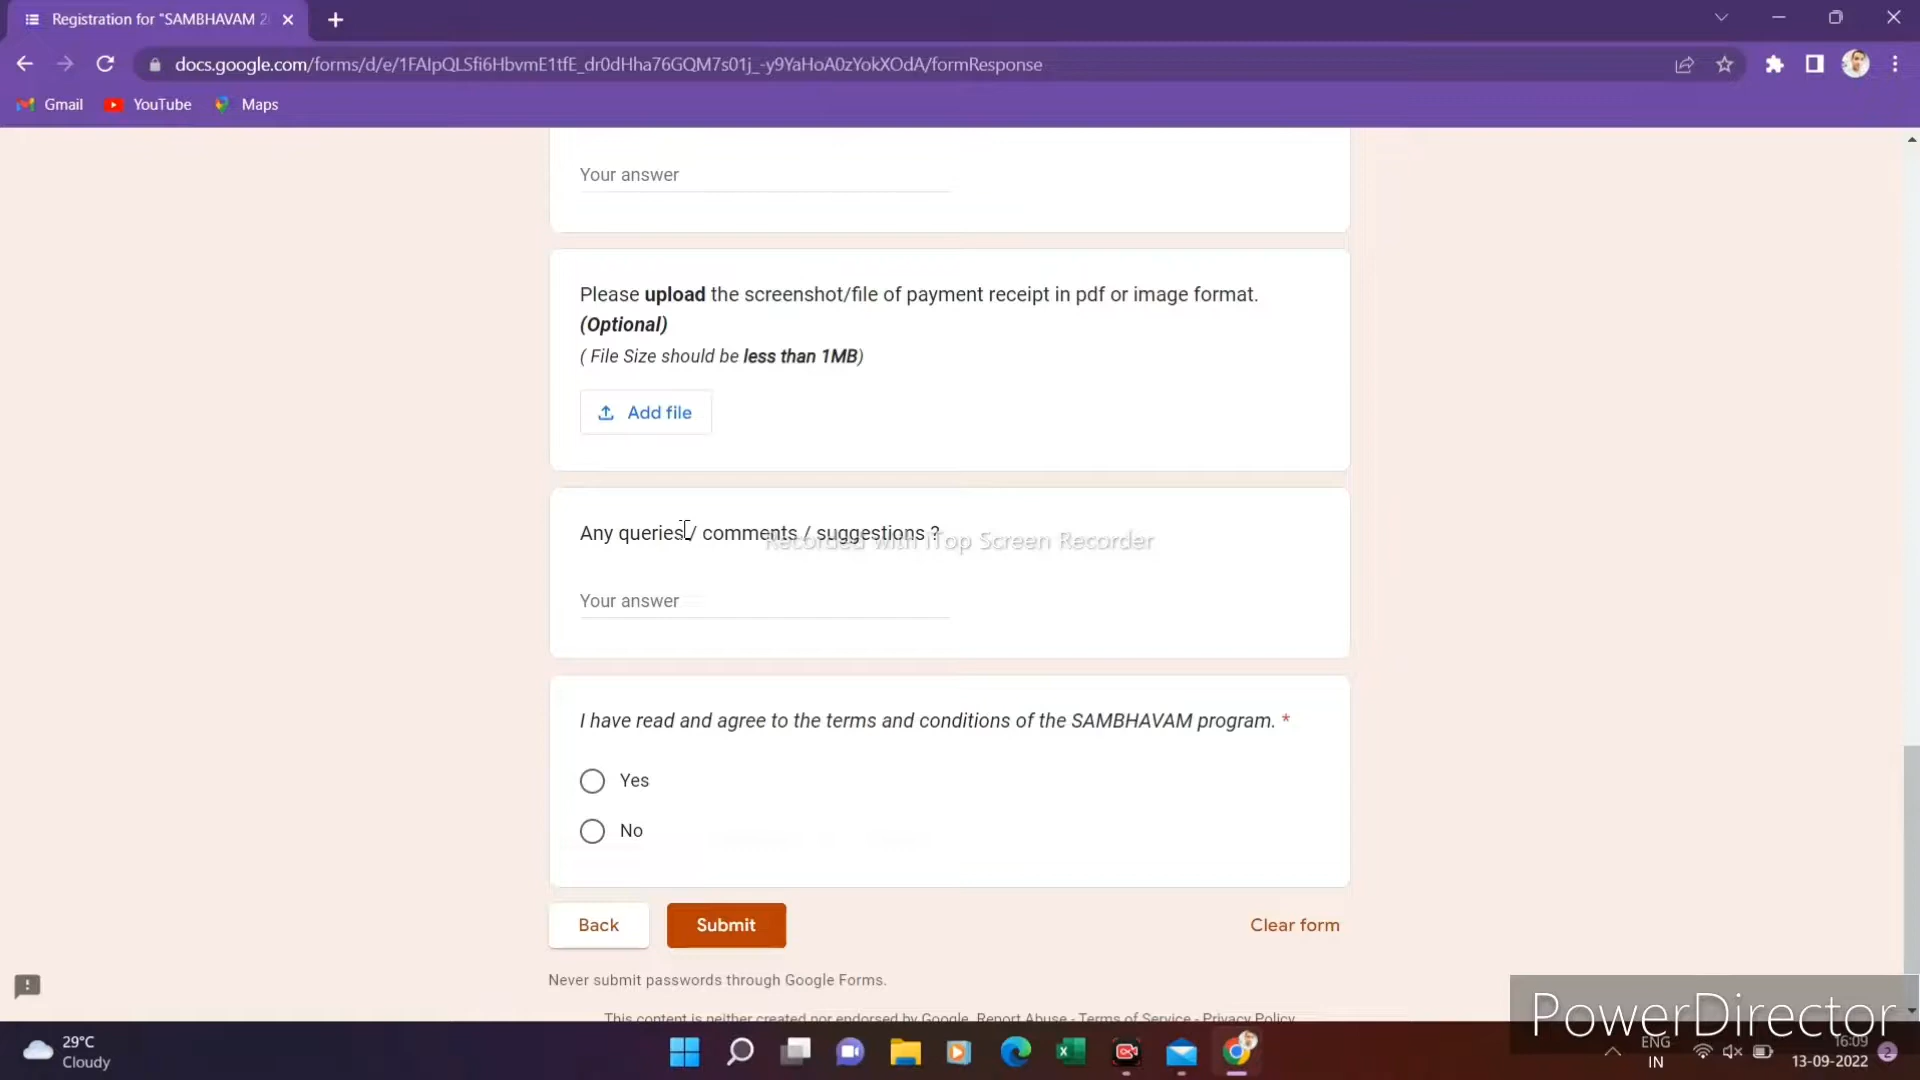 Registration for "SAMBHAVAM 2
docs.google.com/forms/d/e/1FAIpQLSfi6HbvmE1tfE_dr0dHha76GQM7s01j_-y9YaHoA0zYokXOdA/formResponse
Gmail YouTube Maps
Your answer
Please upload the screenshot/file of payment receipt in pdf or image format.
(Optional)
( File Size should be less than 1MB)
Add file
Any queries / comments / suggestions ?
Recorded with iTop Screen Recorder
Your answer
I have read and agree to the terms and conditions of the SAMBHAVAM program. *
Yes
No
Back Submit Clear form
Never submit passwords through Google Forms.
This content is neither created nor endorsed by Google. Report Abuse - Terms of Service - Privacy Policy
PowerDirector
29°C
Cloudy
ENG
IN
16:09
13-09-2022
2